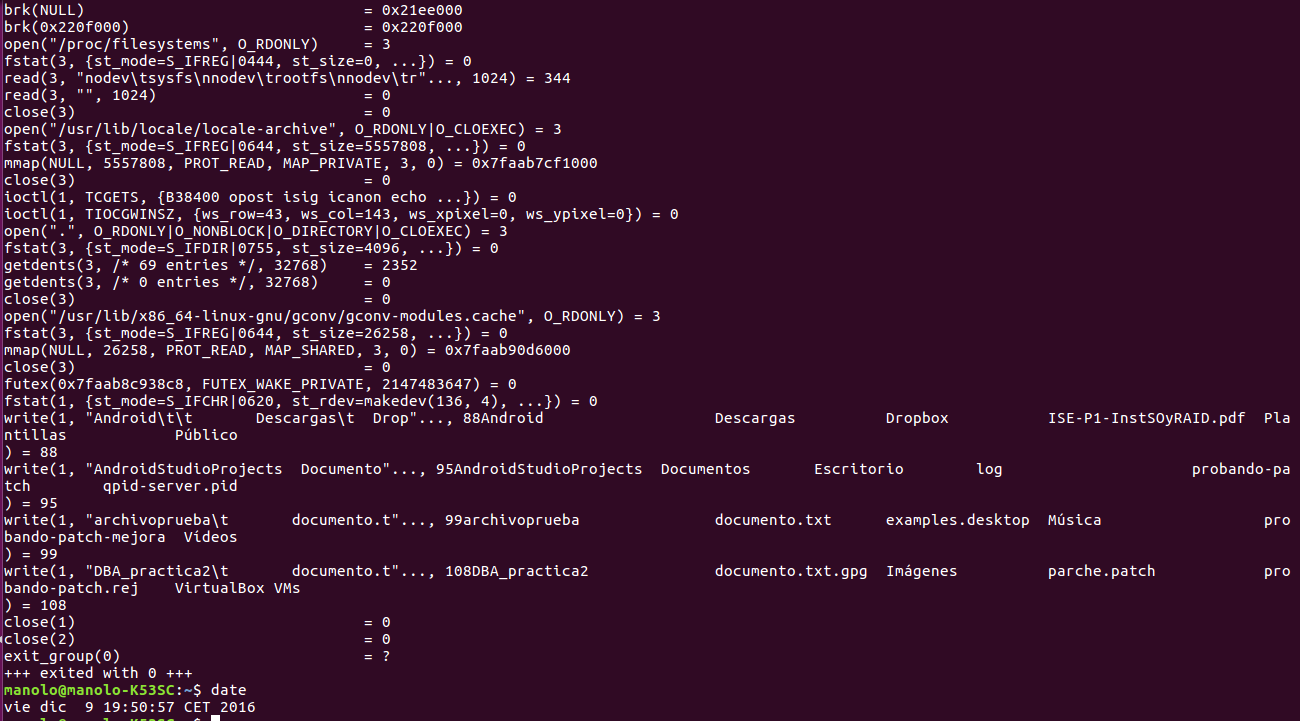 brk(NULL)                               = 0x21ee000
brk(0x220f000)                          = 0x220f000
open("/proc/filesystems", O_RDONLY)     = 3
fstat(3, {st_mode=S_IFREG|0444, st_size=0, ...}) = 0
read(3, "nodev\tsysfs\nnodev\trootfs\nnodev\tr"..., 1024) = 344
read(3, "", 1024)                       = 0
close(3)                                = 0
open("/usr/lib/locale/locale-archive", O_RDONLY|O_CLOEXEC) = 3
fstat(3, {st_mode=S_IFREG|0644, st_size=5557808, ...}) = 0
mmap(NULL, 5557808, PROT_READ, MAP_PRIVATE, 3, 0) = 0x7faab7cf1000
close(3)                                = 0
ioctl(1, TCGETS, {B38400 opost isig icanon echo ...}) = 0
ioctl(1, TIOCGWINSZ, {ws_row=43, ws_col=143, ws_xpixel=0, ws_ypixel=0}) = 0
open(".", O_RDONLY|O_NONBLOCK|O_DIRECTORY|O_CLOEXEC) = 3
fstat(3, {st_mode=S_IFDIR|0755, st_size=4096, ...}) = 0
getdents(3, /* 69 entries */, 32768)    = 2352
getdents(3, /* 0 entries */, 32768)     = 0
close(3)                                = 0
open("/usr/lib/x86_64-linux-gnu/gconv/gconv-modules.cache", O_RDONLY) = 3
fstat(3, {st_mode=S_IFREG|0644, st_size=26258, ...}) = 0
mmap(NULL, 26258, PROT_READ, MAP_SHARED, 3, 0) = 0x7faab90d6000
close(3)                                = 0
futex(0x7faab8c938c8, FUTEX_WAKE_PRIVATE, 2147483647) = 0
fstat(1, {st_mode=S_IFCHR|0620, st_rdev=makedev(136, 4), ...}) = 0
write(1, "Android\t\t       Descargas\t  Drop"..., 88Android                   Descargas          Dropbox           ISE-P1-InstSOyRAID.pdf  Pla
ntillas            Público
) = 88
write(1, "AndroidStudioProjects  Documento"..., 95AndroidStudioProjects  Documentos       Escritorio        log                     probando-pa
tch        qpid-server.pid
) = 95
write(1, "archivoprueba\t       documento.t"..., 99archivoprueba               documento.txt      examples.desktop  Música                  pro
bando-patch-mejora  Vídeos
) = 99
write(1, "DBA_practica2\t       documento.t"..., 108DBA_practica2              documento.txt.gpg  Imágenes          parche.patch            pro
bando-patch.rej    VirtualBox VMs
) = 108
close(1)                                = 0
close(2)                                = 0
exit_group(0)                           = ?
+++ exited with 0 +++
manolo@manolo-K53SC:~$ date
vie dic  9 19:50:57 CET 2016
manolo@manolo-K53SC:~$